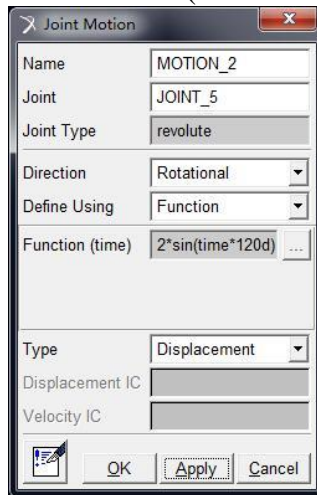 Joint Motion
Name MOTION_2
Joint JOINT_5
Joint Type revolute
Direction Rotational
Define Using Function
Function (time) 2*sin(time*120d) ...
Type Displacement
Displacement IC
Velocity IC
OK Apply Cancel